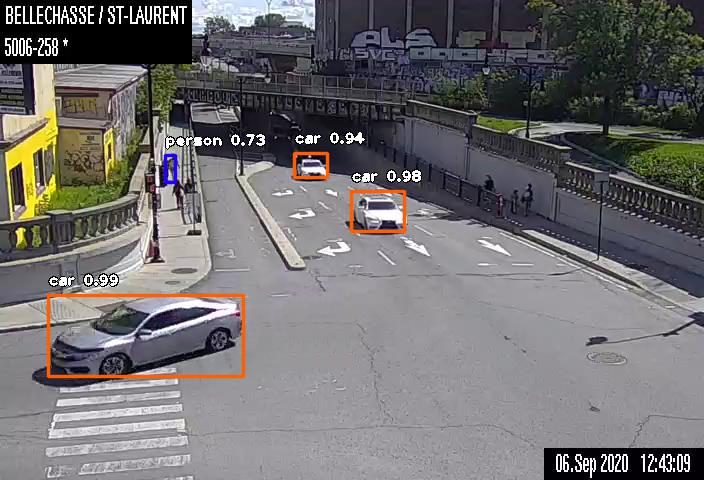 BELLECHASSE / ST-LAURENT
5006-258 *
person 0.73
car 0.94
car 0.98
car 0.99
06.Sep 2020 12:43:09